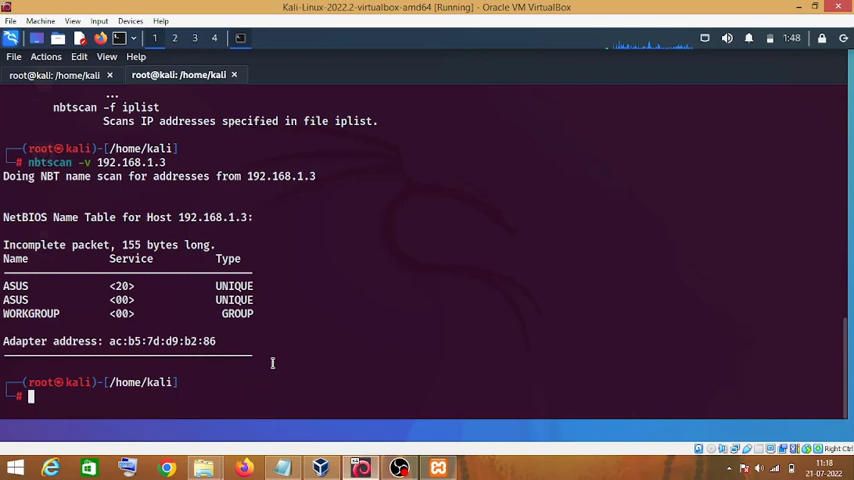 Kali-Linux-2022.2-virtualbox-amd64 [Running] - Oracle VM VirtualBox
File Machine View Input Devices Help
1 2 3 4
1:48
File Actions Edit View Help
root@kali: /home/kali × root@kali: /home/kali ×
...
nbtscan -f iplist
Scans IP addresses specified in file iplist.
┌──(root㉿kali)-[/home/kali]
└─# nbtscan -v 192.168.1.3
Doing NBT name scan for addresses from 192.168.1.3
NetBIOS Name Table for Host 192.168.1.3:
Incomplete packet, 155 bytes long.
Name Service Type
ASUS <20> UNIQUE
ASUS <00> UNIQUE
WORKGROUP <00> GROUP
Adapter address: ac:b5:7d:d9:b2:86
┌──(root㉿kali)-[/home/kali]
└─#
Right Ctrl
11:18
21-07-2022